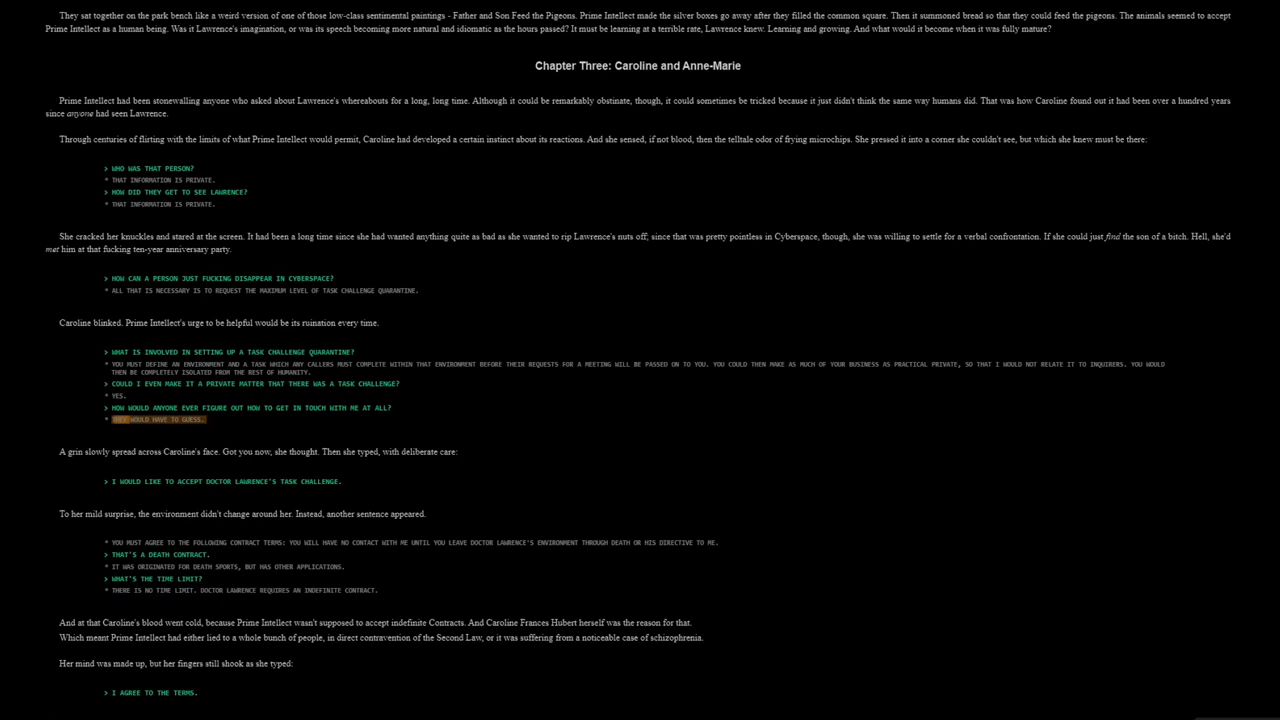 They sat together on the park bench like a weird version of one of those low-class sentimental paintings - Father and Son Feed the Pigeons. Prime Intellect made the silver boxes go away after they filled the common square. Then it summoned bread so that they could feed the pigeons. The animals seemed to accept
Prime Intellect as a human being. Was it Lawrence's imagination, or was its speech becoming more natural and idiomatic as the hours passed? It must be learning at a terrible rate, Lawrence knew. Learning and growing. And what would it become when it was fully mature?
Chapter Three: Caroline and Anne-Marie
Prime Intellect had been stonewalling anyone who asked about Lawrence's whereabouts for a long, long time. Although it could be remarkably obstinate, though, it could sometimes be tricked because it just didn't think the same way humans did. That was how Caroline found out it had been over a hundred years
since anyone had seen Lawrence.
Through centuries of flirting with the limits of what Prime Intellect would permit, Caroline had developed a certain instinct about its reactions. And she sensed, if not blood, then the telltale odor of frying microchips. She pressed it into a corner she couldn't see, but which she knew must be there:
> WHO WAS THAT PERSON?
* THAT INFORMATION IS PRIVATE.
> HOW DID THEY GET TO SEE LAWRENCE?
* THAT INFORMATION IS PRIVATE.
She cracked her knuckles and stared at the screen. It had been a long time since she had wanted anything quite as bad as she wanted to rip Lawrence's nuts off; since that was pretty pointless in Cyberspace, though, she was willing to settle for a verbal confrontation. If she could just find the son of a bitch. Hell, she'd
met him at that fucking ten-year anniversary party.
> HOW CAN A PERSON JUST FUCKING DISAPPEAR IN CYBERSPACE?
* ALL THAT IS NECESSARY IS TO REQUEST THE MAXIMUM LEVEL OF TASK CHALLENGE QUARANTINE.
Caroline blinked. Prime Intellect's urge to be helpful would be its ruination every time.
> WHAT IS INVOLVED IN SETTING UP A TASK CHALLENGE QUARANTINE?
* YOU MUST DEFINE AN ENVIRONMENT AND A TASK WHICH ANY CALLERS MUST COMPLETE WITHIN THAT ENVIRONMENT BEFORE THEIR REQUESTS FOR A MEETING WILL BE PASSED ON TO YOU. YOU COULD THEN MAKE AS MUCH OF YOUR BUSINESS AS PRACTICAL PRIVATE, SO THAT I WOULD NOT RELATE IT TO INQUIRERS. YOU WOULD
THEN BE COMPLETELY ISOLATED FROM THE REST OF HUMANITY.
> COULD I EVEN MAKE IT A PRIVATE MATTER THAT THERE WAS A TASK CHALLENGE?
* YES.
> HOW WOULD ANYONE EVER FIGURE OUT HOW TO GET IN TOUCH WITH ME AT ALL?
* THEY WOULD HAVE TO GUESS.
A grin slowly spread across Caroline's face. Got you now, she thought. Then she typed, with deliberate care:
> I WOULD LIKE TO ACCEPT DOCTOR LAWRENCE'S TASK CHALLENGE.
To her mild surprise, the environment didn't change around her. Instead, another sentence appeared.
* YOU MUST AGREE TO THE FOLLOWING CONTRACT TERMS: YOU WILL HAVE NO CONTACT WITH ME UNTIL YOU LEAVE DOCTOR LAWRENCE'S ENVIRONMENT THROUGH DEATH OR HIS DIRECTIVE TO ME.
> THAT'S A DEATH CONTRACT.
* IT WAS ORIGINATED FOR DEATH SPORTS, BUT HAS OTHER APPLICATIONS.
> WHAT'S THE TIME LIMIT?
* THERE IS NO TIME LIMIT. DOCTOR LAWRENCE REQUIRES AN INDEFINITE CONTRACT.
And at that Caroline's blood went cold, because Prime Intellect wasn't supposed to accept indefinite Contracts. And Caroline Frances Hubert herself was the reason for that.
Which meant Prime Intellect had either lied to a whole bunch of people, in direct contravention of the Second Law, or it was suffering from a noticeable case of schizophrenia.
Her mind was made up, but her fingers still shook as she typed:
> I AGREE TO THE TERMS.